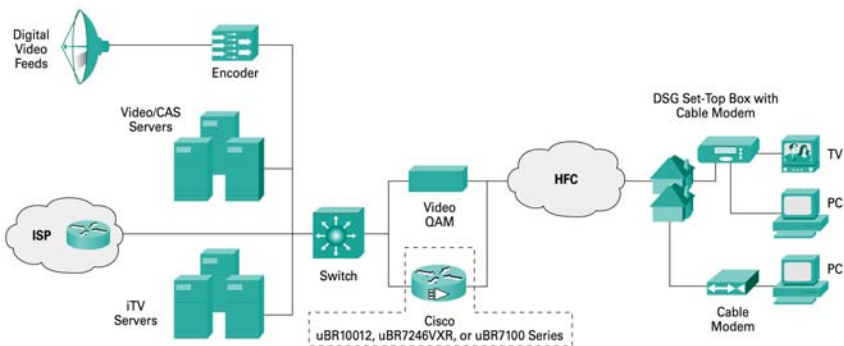 Digital
Video
Feeds
Encoder
Video/CAS
Servers
ISP
iTV
Servers
Switch
Video
QAM
Cisco
uBR10012, uBR7246VXR, or uBR7100 Series
HFC
DSG Set-Top Box with
Cable Modem
TV
PC
PC
Cable
Modem